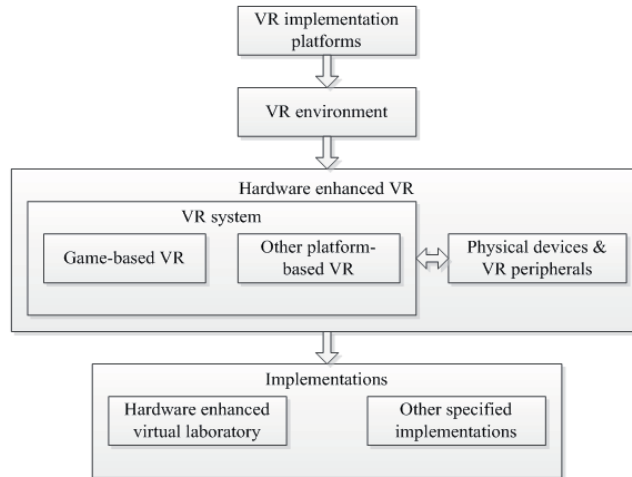 VR implementation
platforms
VR environment
Hardware enhanced VR
VR system
Game-based VR
Other platform-
based VR
Physical devices &
VR peripherals
Implementations
Hardware enhanced
virtual laboratory
Other specified
implementations